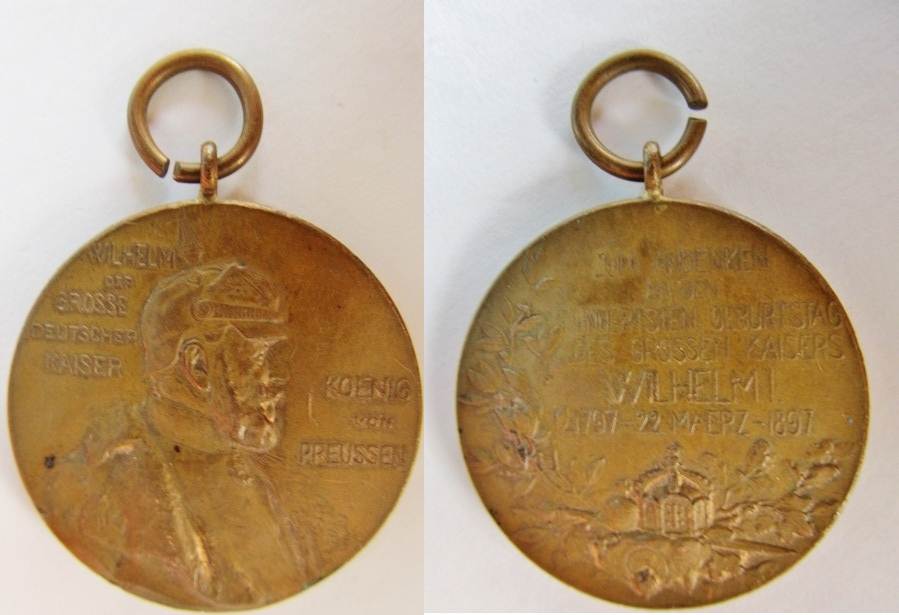 WILHELM
DER
GROSSE
DEUTSCHER
KAISER
KOENIG
VON
PREUSSEN
ZUM ANDENKEN
AN DEN
HUNDERTSTEN GEBURTSTAG
DES GROSSEN KAISERS
WILHELM I.
1797 – 22 MAERZ – 1897